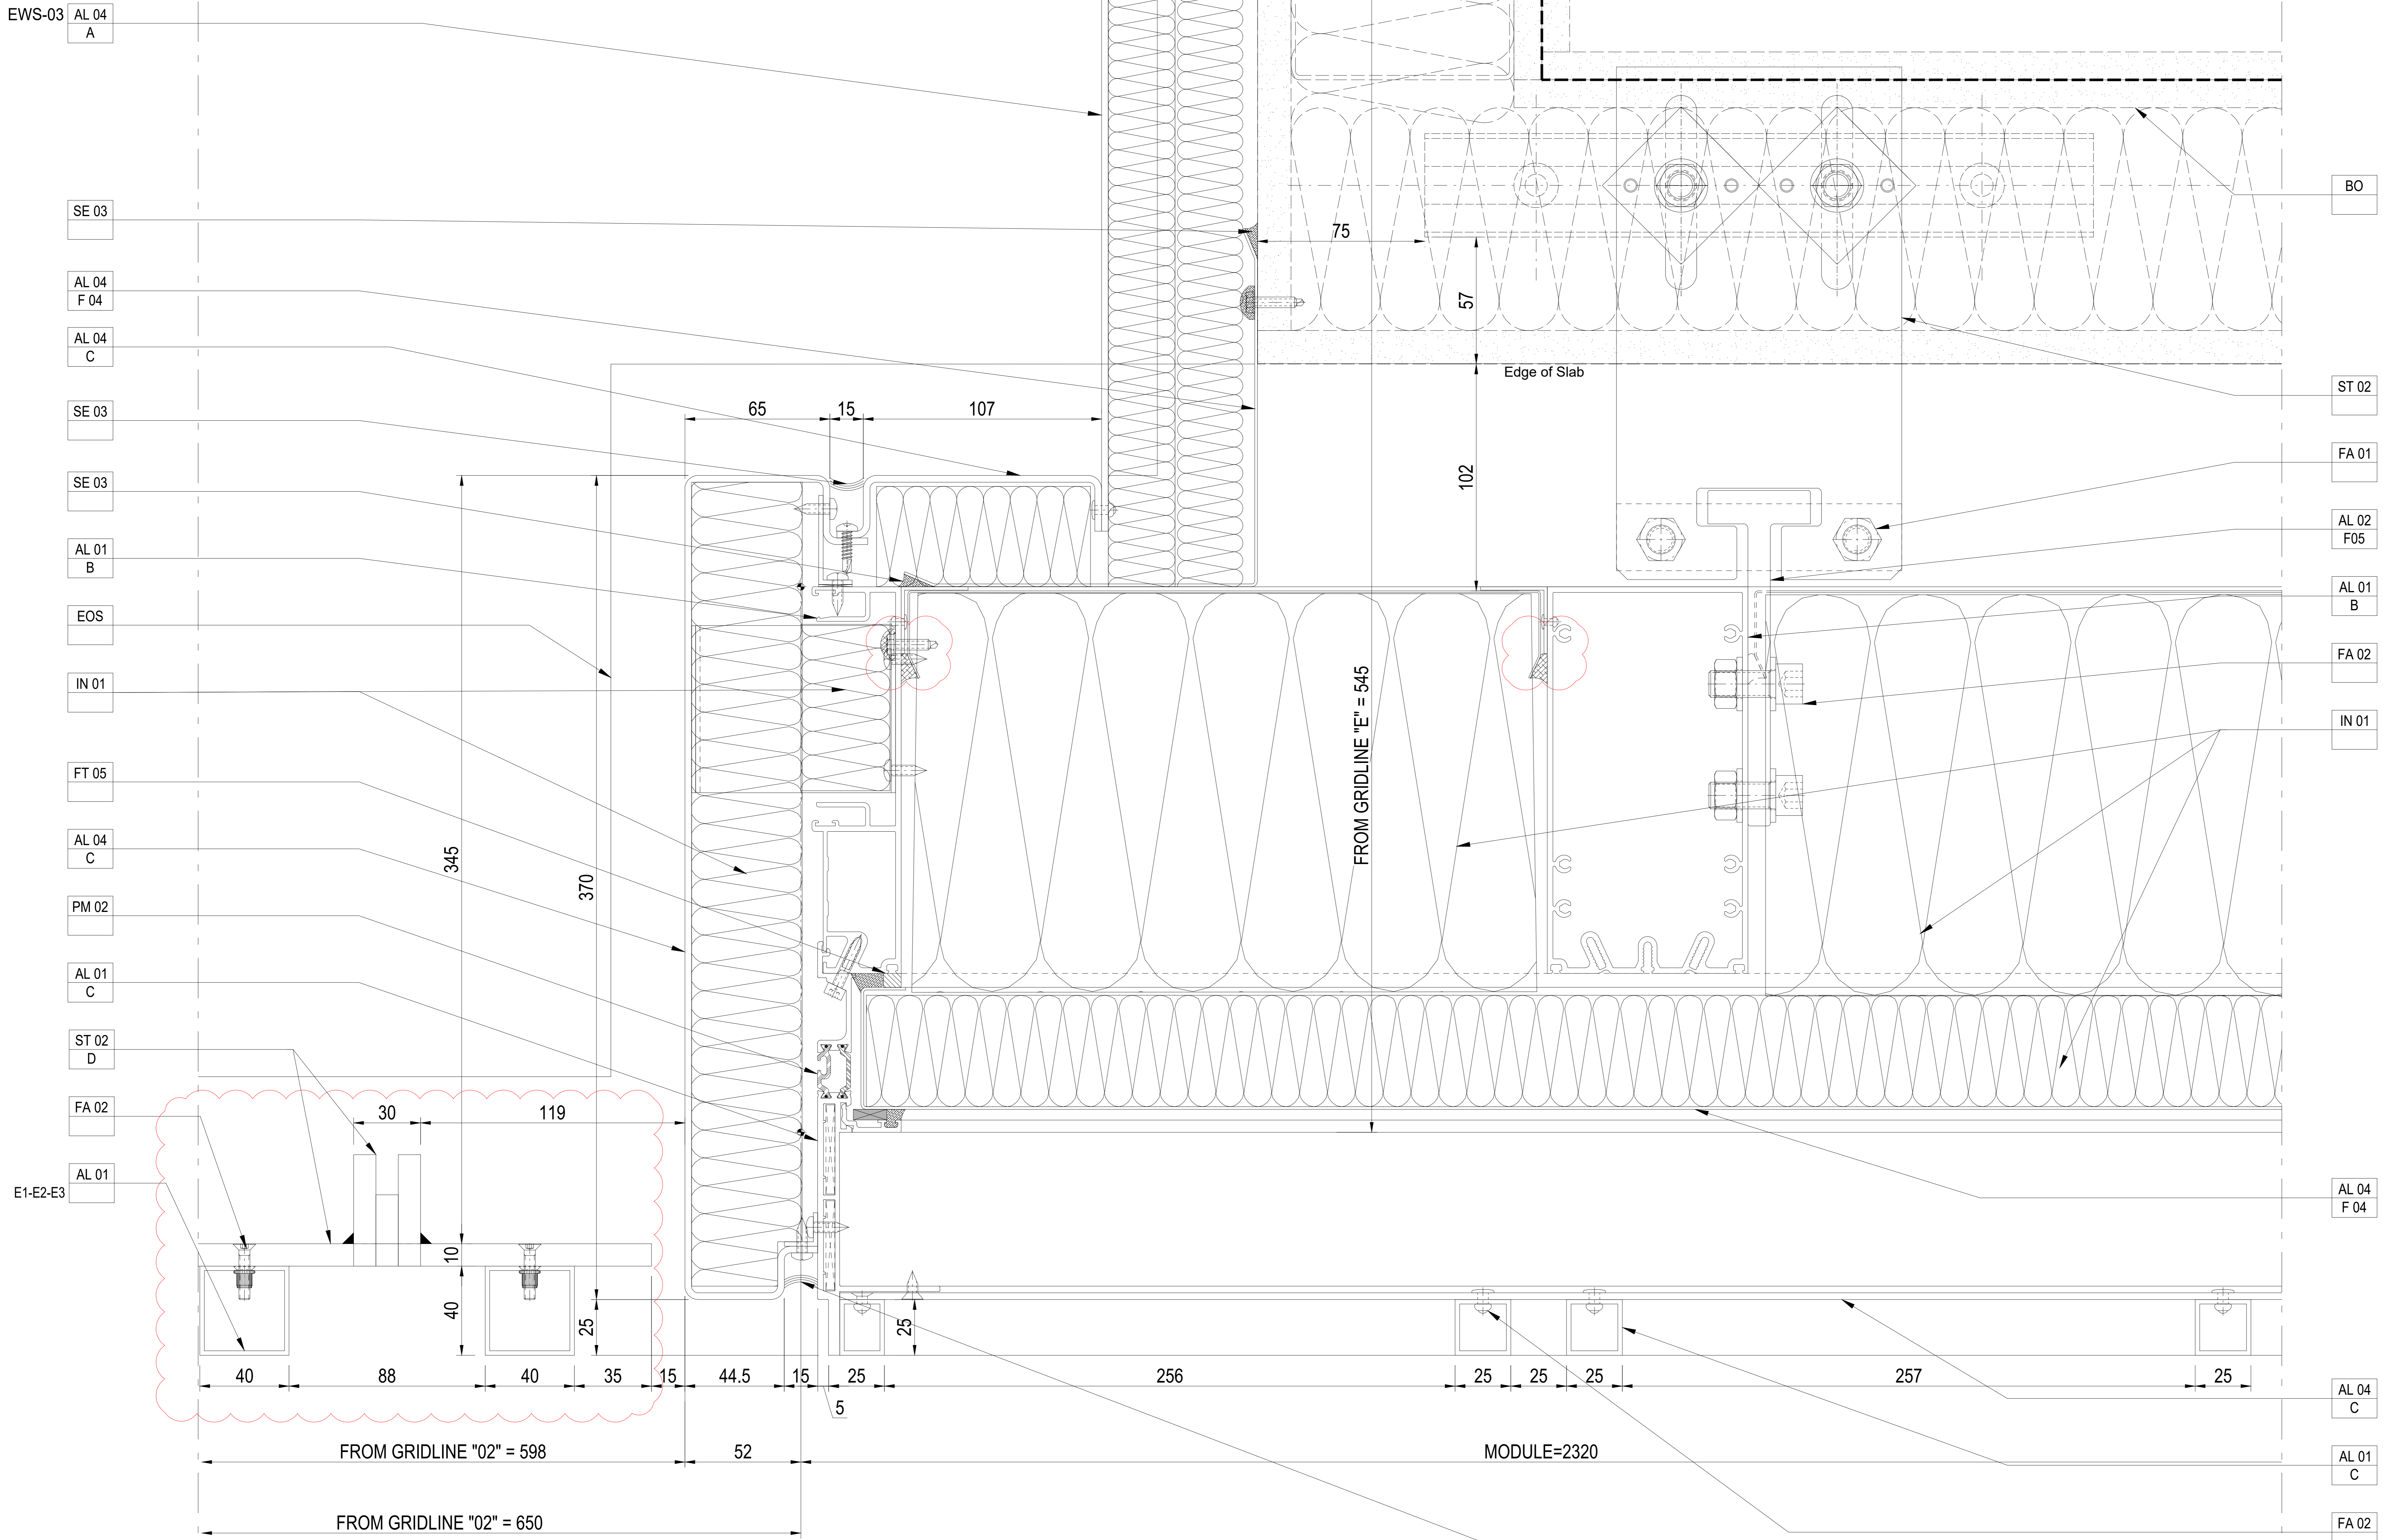 EWS-03
AL 04
A
SE 03
AL 04
F 04
AL 04
C
SE 03
SE 03
AL 01
B
EOS
IN 01
FT 05
AL 04
C
PM 02
AL 01
C
ST 02
D
FA 02
AL 01
E1-E2-E3
75
57
Edge of Slab
65
15
107
102
345
370
FROM GRIDLINE "E" = 545
30
119
10
40
25
25
40
88
40
35
15
44.5
15
25
256
25
25
25
257
25
5
FROM GRIDLINE "02" = 598
52
MODULE=2320
FROM GRIDLINE "02" = 650
BO
ST 02
FA 01
AL 02
F05
AL 01
B
FA 02
IN 01
AL 04
F 04
AL 04
C
AL 01
C
FA 02